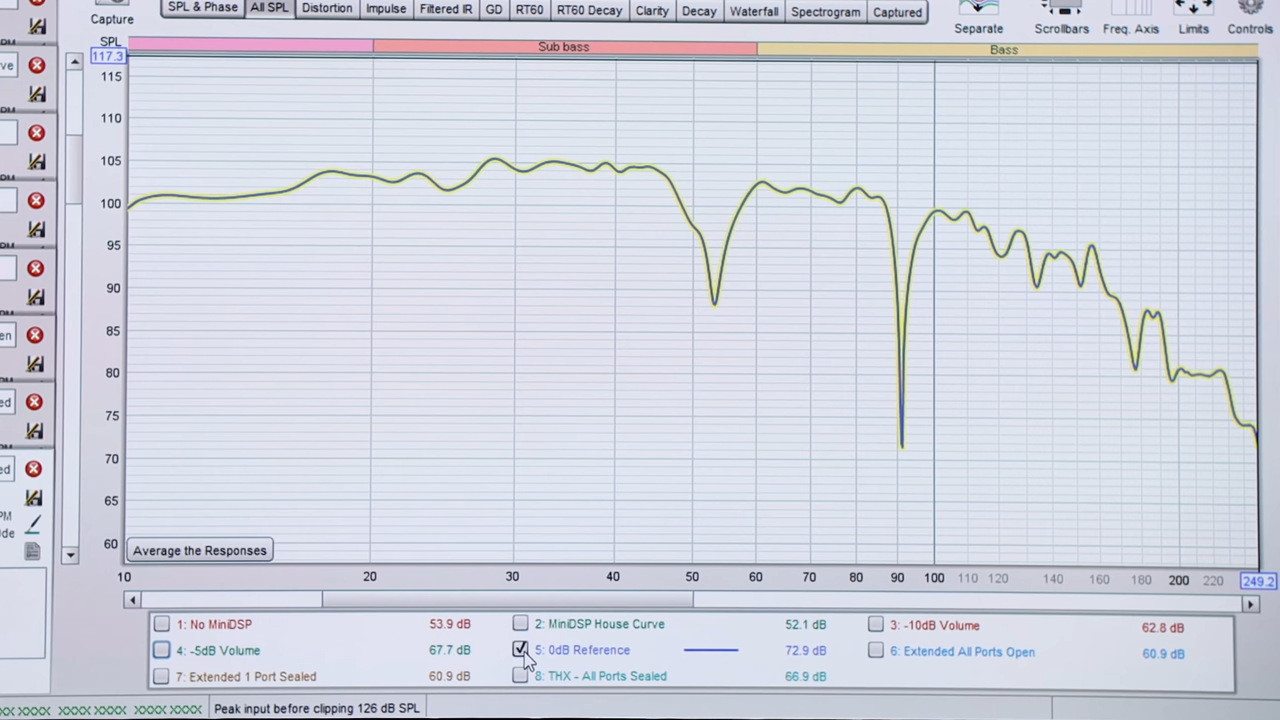 SPL & Phase All SPL Distortion Impulse Filtered IR GD RT60 RT60 Decay Clarity Decay Waterfall Spectrogram Captured
Capture
Separate Scrollbars Freq. Axis Limits Controls
SPL
Sub bass Bass
117.3
115
110
105
100
95
90
85
80
75
70
65
60
Average the Responses
10 20 30 40 50 60 70 80 90 100 110 120 140 160 180 200 220 249.2
1: No MiniDSP 53.9 dB 2: MiniDSP House Curve 52.1 dB 3: -10dB Volume 62.8 dB
4: -5dB Volume 67.7 dB 5: 0dB Reference 72.9 dB 6: Extended All Ports Open 60.9 dB
7: Extended 1 Port Sealed 60.9 dB 8: THX - All Ports Sealed 66.9 dB
XXXX XXXX XXXX XXXX Peak input before clipping 126 dB SPL